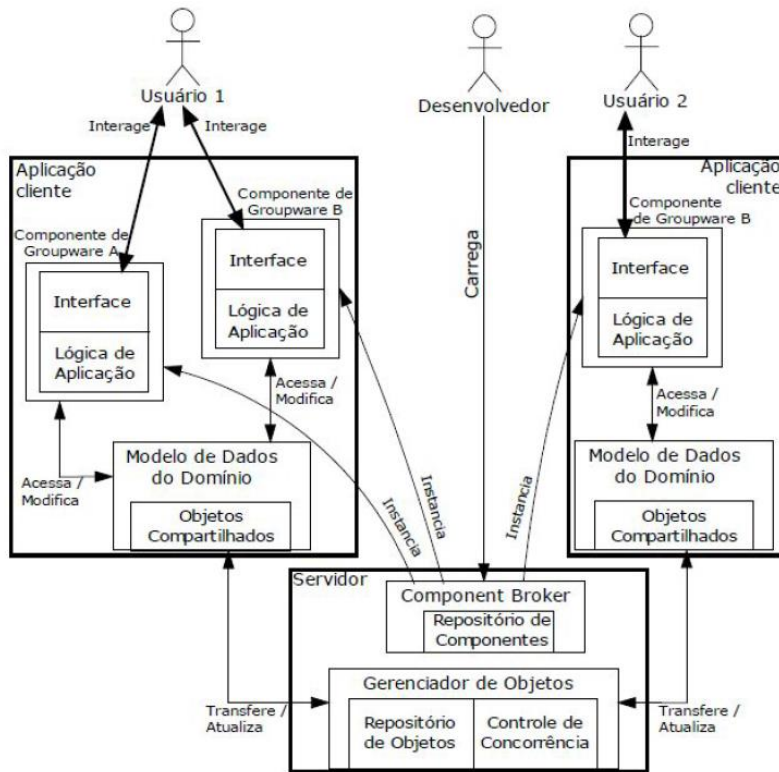 Usuário 1
Desenvolvedor
Usuário 2
Interage
Interage
Interage
Aplicação
cliente
Componente de
Groupware B
Componente de
Groupware A
Interface
Lógica de
Aplicação
Interface
Lógica de
Aplicação
Acessa /
Modifica
Acessa /
Modifica
Modelo de Dados
do Domínio
Objetos
Compartilhados
Carrega
Instancia
Instancia
Instancia
Aplicação
cliente
Componente
de Groupware B
Interface
Lógica de
Aplicação
Acessa /
Modifica
Modelo de Dados
do Domínio
Objetos
Compartilhados
Servidor
Component Broker
Repositório de
Componentes
Gerenciador de Objetos
Repositório
de Objetos
Controle de
Concorrência
Transfere /
Atualiza
Transfere /
Atualiza